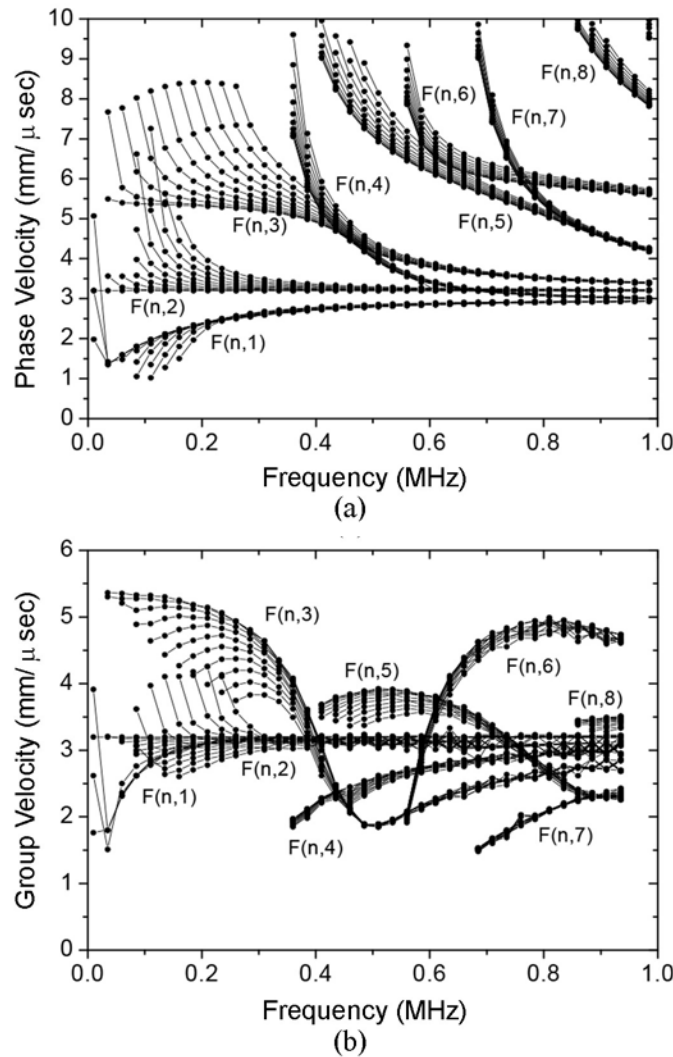 10
9
8
7
6
5
4
3
2
1
0
Phase Velocity (mm/μ sec)
F(n,8)
F(n,6)
F(n,7)
F(n,4)
F(n,3)
F(n,5)
F(n,2)
F(n,1)
0.0 0.2 0.4 0.6 0.8 1.0
Frequency (MHz)
(a)
6
5
4
3
2
1
0
Group Velocity (mm/μ sec)
F(n,3)
F(n,5)
F(n,6)
F(n,8)
F(n,2)
F(n,1)
F(n,4)
F(n,7)
0.0 0.2 0.4 0.6 0.8 1.0
Frequency (MHz)
(b)